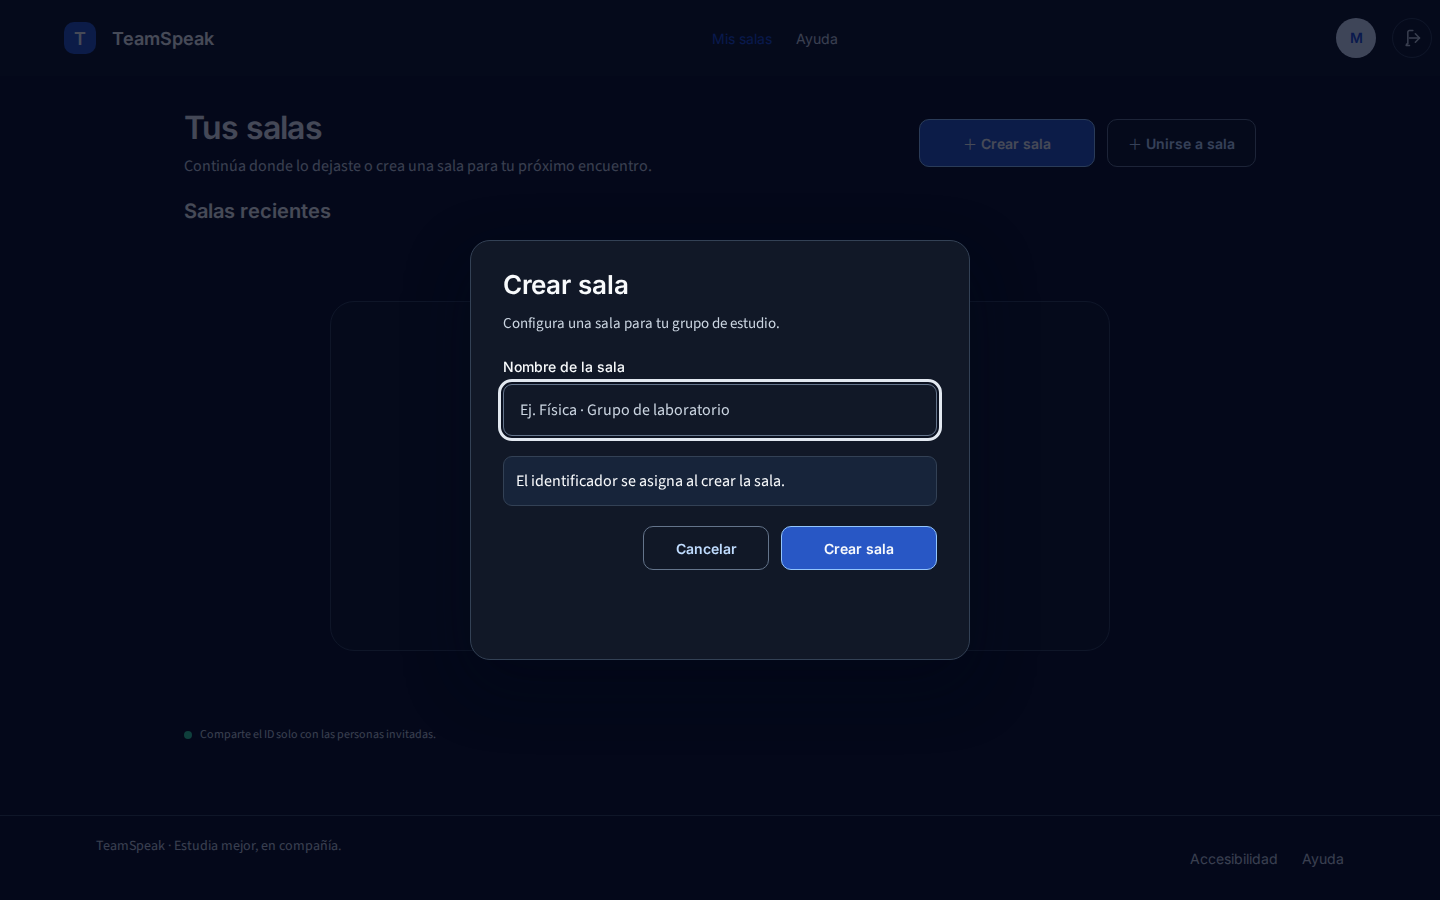 T TeamSpeak
Mis salas Ayuda
M
Tus salas
Continúa donde lo dejaste o crea una sala para tu próximo encuentro.
+ Crear sala
+ Unirse a sala
Salas recientes
Crear sala
Configura una sala para tu grupo de estudio.
Nombre de la sala
Ej. Física · Grupo de laboratorio
El identificador se asigna al crear la sala.
Cancelar
Crear sala
Comparte el ID solo con las personas invitadas.
TeamSpeak · Estudia mejor, en compañía.
Accesibilidad Ayuda